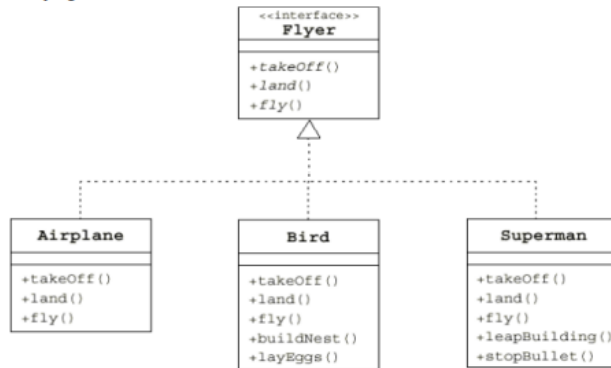 <<interface>>
Flyer
+takeOff()
+land()
+fly()
Airplane
+takeOff()
+land()
+fly()
Bird
+takeOff()
+land()
+fly()
+buildNest()
+layEggs()
Superman
+takeOff()
+land()
+fly()
+leapBuilding()
+stopBullet()